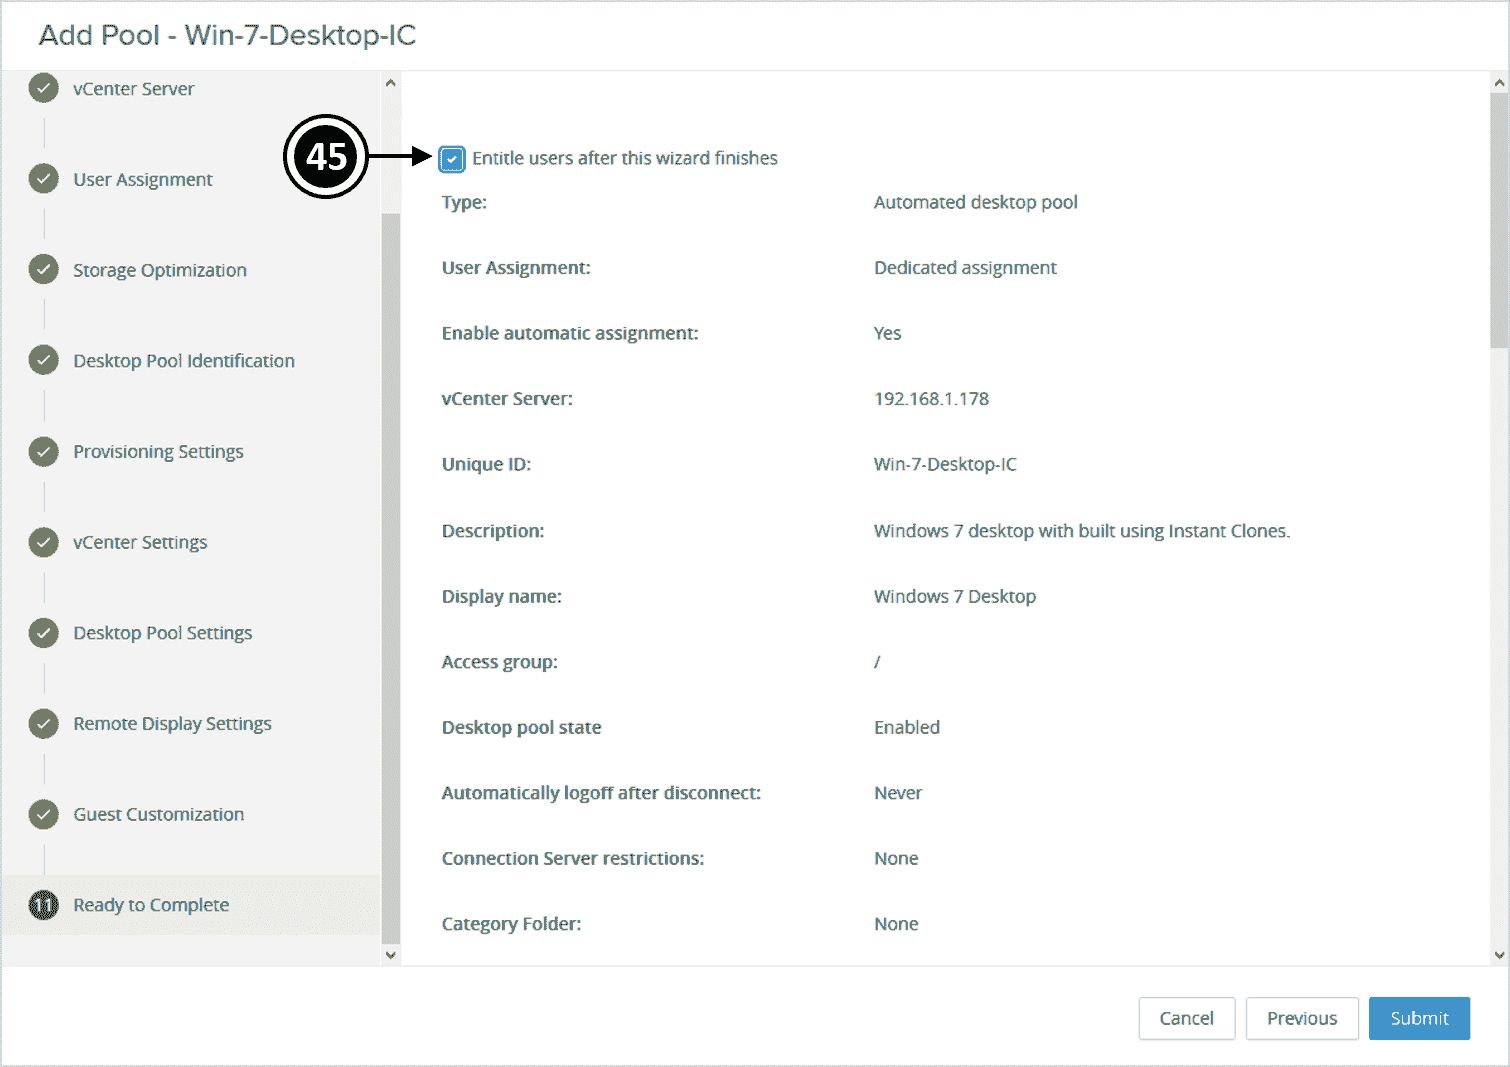 Add Pool - Win-7-Desktop-IC
vCenter Server
User Assignment
Storage Optimization
Desktop Pool Identification
Provisioning Settings
vCenter Settings
Desktop Pool Settings
Remote Display Settings
Guest Customization
11 Ready to Complete
45
Entitle users after this wizard finishes
Type: Automated desktop pool
User Assignment: Dedicated assignment
Enable automatic assignment: Yes
vCenter Server: 192.168.1.178
Unique ID: Win-7-Desktop-IC
Description: Windows 7 desktop with built using Instant Clones.
Display name: Windows 7 Desktop
Access group: /
Desktop pool state Enabled
Automatically logoff after disconnect: Never
Connection Server restrictions: None
Category Folder: None
Cancel Previous Submit